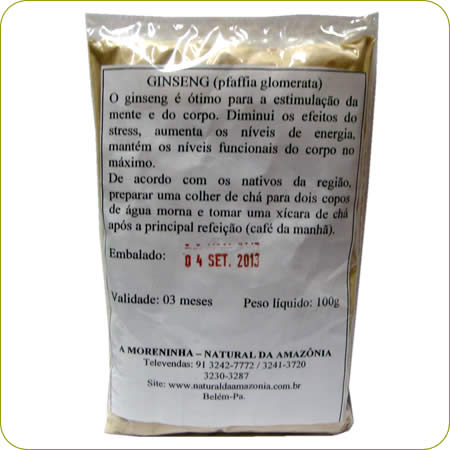 GINSENG (pfaffia glomerata)
O ginseng é ótimo para a estimulação da
mente e do corpo. Diminui os efeitos do
stress, aumenta os níveis de energia,
mantém os níveis funcionais do corpo no
máximo.
De acordo com os nativos da região,
preparar uma colher de chá para dois copos
de água morna e tomar uma xícara de chá
após a principal refeição (café da manhã).
Embalado: 04 SET. 2013
Validade: 03 meses Peso líquido: 100g
A MORENINHA – NATURAL DA AMAZÔNIA
Televendas: 91 3242-7772 / 3241-3720
3230-3287
Site: www.naturaldaamazonia.com.br
Belém-Pa.